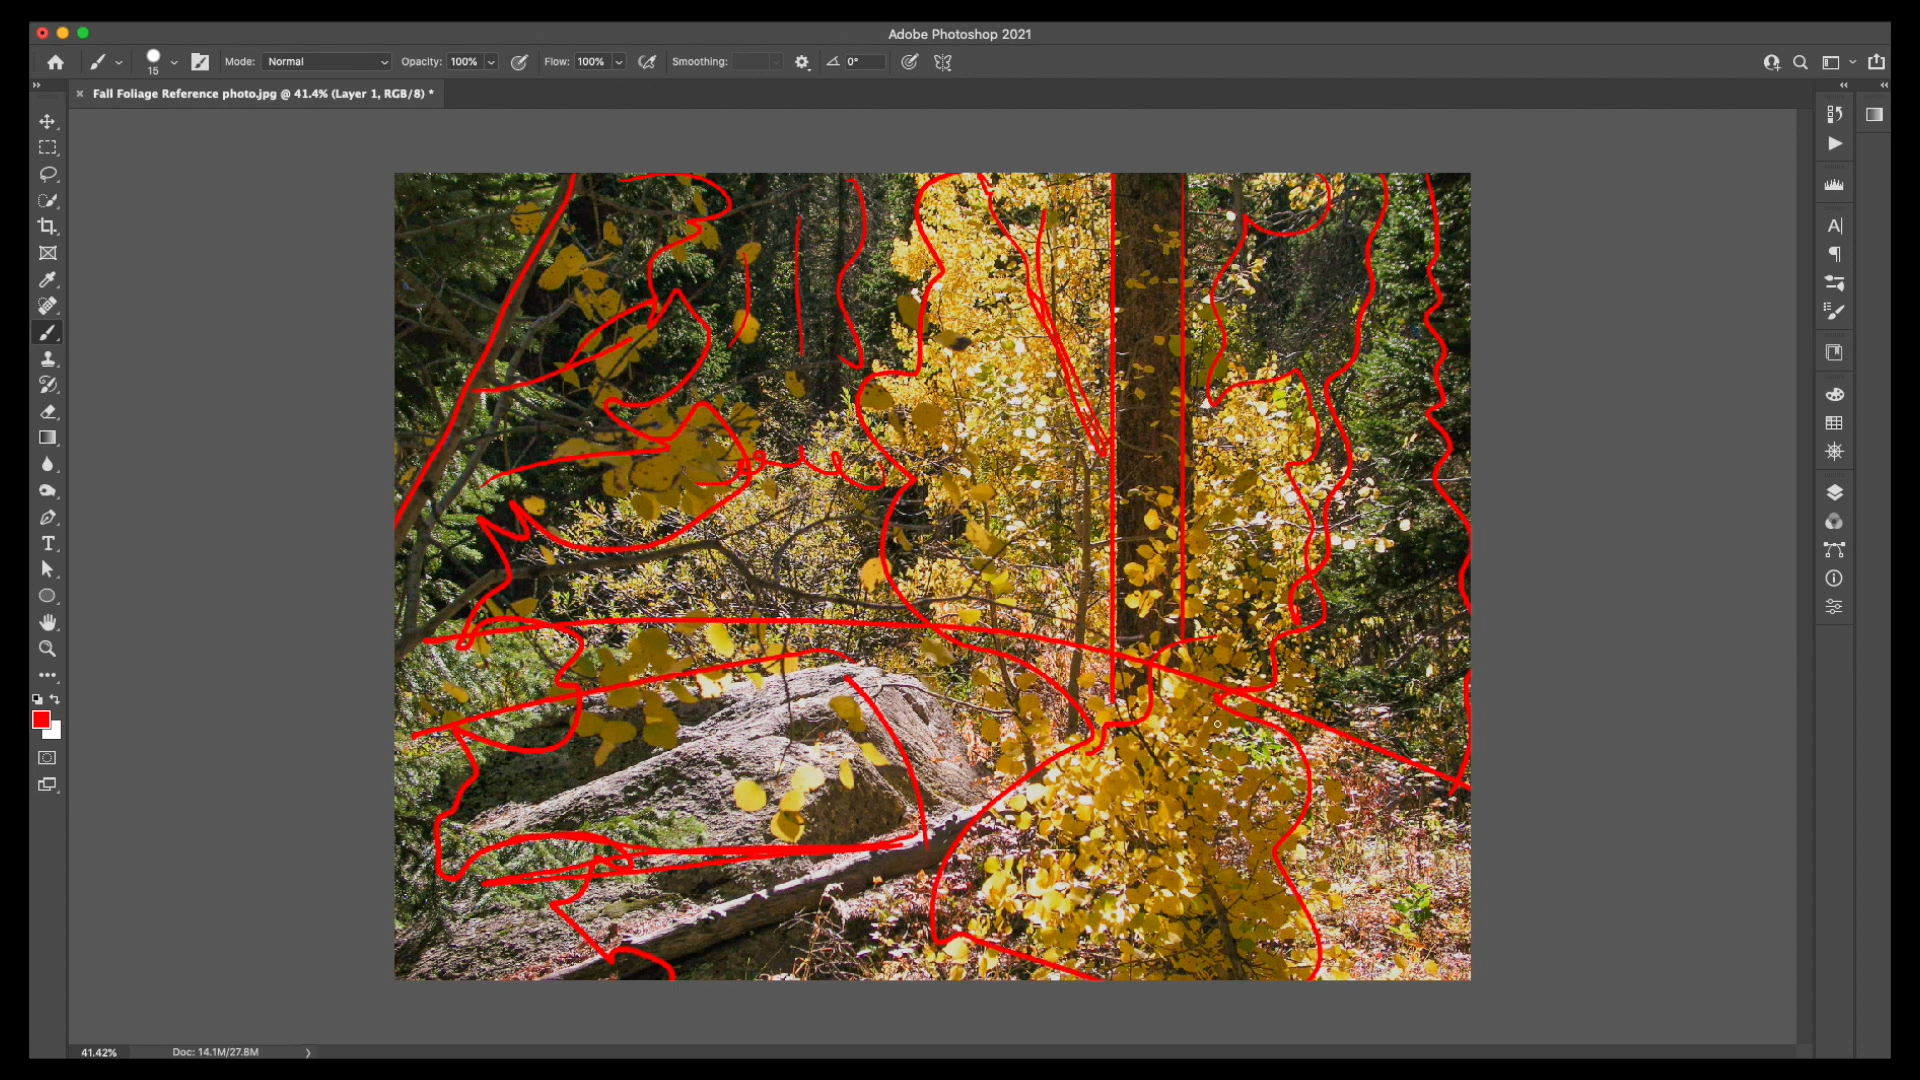 Adobe Photoshop 2021
15
Mode: Normal
Opacity: 100%
Flow: 100%
Smoothing:
0°
Fall Foliage Reference photo.jpg @ 41.4% (Layer 1, RGB/8) *
41.42%
Doc: 14.1M/27.8M